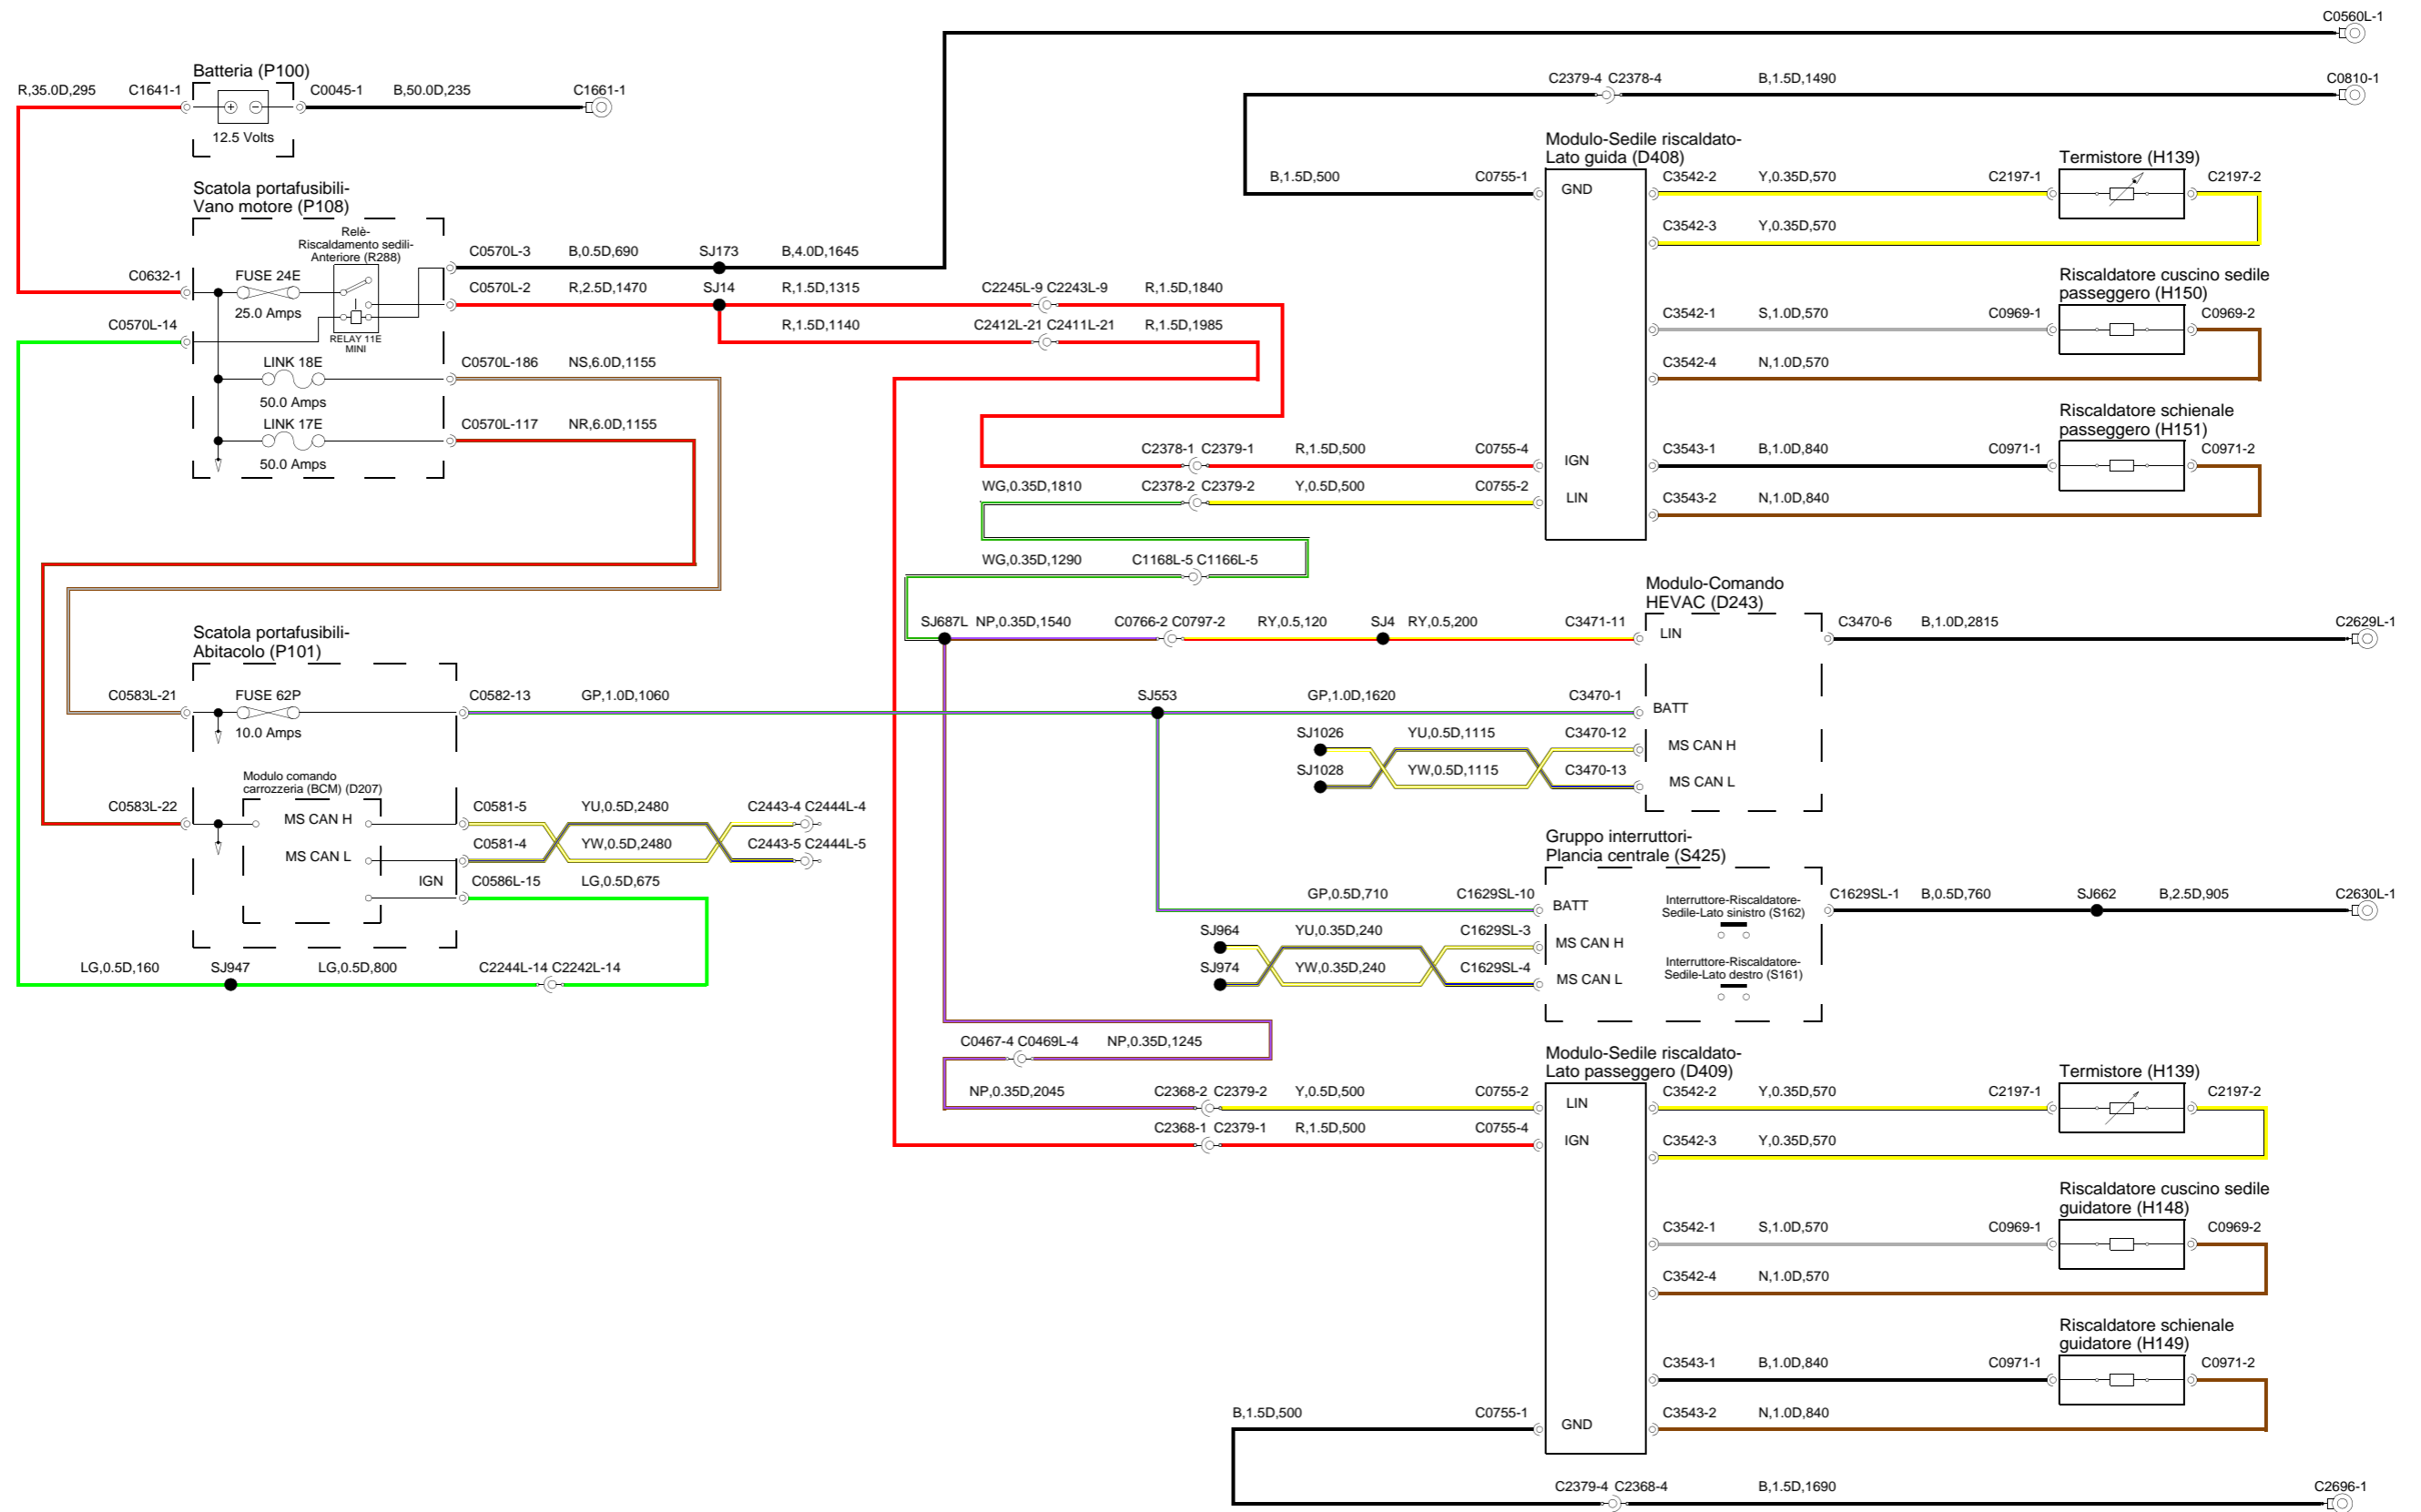 C0560L-1
C2379-4 C2378-4 B,1.5D,1490 C0810-1
Batteria (P100)
R,35.0D,295 C1641-1 C0045-1 B,50.0D,235 C1661-1
12.5 Volts
Scatola portafusibili-
Vano motore (P108)
Relè-
Riscaldamento sedili-
Anteriore (R288)
C0570L-3 B,0.5D,690 SJ173 B,4.0D,1645
C0632-1 FUSE 24E
25.0 Amps
C0570L-2 R,2.5D,1470 SJ14 R,1.5D,1315 C2245L-9 C2243L-9 R,1.5D,1840
C0570L-14
RELAY 11E
MINI
R,1.5D,1140 C2412L-21 C2411L-21 R,1.5D,1985
LINK 18E
50.0 Amps
C0570L-186 NS,6.0D,1155
LINK 17E
50.0 Amps
C0570L-117 NR,6.0D,1155
Modulo-Sedile riscaldato-
Lato guida (D408)
B,1.5D,500 C0755-1 GND
C3542-2 Y,0.35D,570 C2197-1
Termistore (H139)
C2197-2
C3542-3 Y,0.35D,570
Riscaldatore cuscino sedile
passeggero (H150)
C3542-1 S,1.0D,570 C0969-1 C0969-2
C3542-4 N,1.0D,570
Riscaldatore schienale
passeggero (H151)
C3543-1 B,1.0D,840 C0971-1 C0971-2
C3543-2 N,1.0D,840
C2378-1 C2379-1 R,1.5D,500 C0755-4 IGN
WG,0.35D,1810 C2378-2 C2379-2 Y,0.5D,500 C0755-2 LIN
WG,0.35D,1290 C1168L-5 C1166L-5
Modulo-Comando
HEVAC (D243)
SJ687L NP,0.35D,1540 C0766-2 C0797-2 RY,0.5,120 SJ4 RY,0.5,200 C3471-11 LIN
C3470-6 B,1.0D,2815 C2629L-1
Scatola portafusibili-
Abitacolo (P101)
C0583L-21 FUSE 62P
10.0 Amps
C0582-13 GP,1.0D,1060 SJ553 GP,1.0D,1620 C3470-1 BATT
SJ1026 YU,0.5D,1115 C3470-12 MS CAN H
SJ1028 YW,0.5D,1115 C3470-13 MS CAN L
Modulo comando
carrozzeria (BCM) (D207)
C0583L-22 MS CAN H C0581-5 YU,0.5D,2480 C2443-4 C2444L-4
MS CAN L C0581-4 YW,0.5D,2480 C2443-5 C2444L-5
IGN C0586L-15 LG,0.5D,675
LG,0.5D,160 SJ947 LG,0.5D,800 C2244L-14 C2242L-14
Gruppo interruttori-
Plancia centrale (S425)
GP,0.5D,710 C1629SL-10 BATT
Interruttore-Riscaldatore-
Sedile-Lato sinistro (S162)
C1629SL-1 B,0.5D,760 SJ662 B,2.5D,905 C2630L-1
SJ964 YU,0.35D,240 C1629SL-3 MS CAN H
SJ974 YW,0.35D,240 C1629SL-4 MS CAN L
Interruttore-Riscaldatore-
Sedile-Lato destro (S161)
C0467-4 C0469L-4 NP,0.35D,1245
Modulo-Sedile riscaldato-
Lato passeggero (D409)
NP,0.35D,2045 C2368-2 C2379-2 Y,0.5D,500 C0755-2 LIN
C2368-1 C2379-1 R,1.5D,500 C0755-4 IGN
C3542-2 Y,0.35D,570 C2197-1
Termistore (H139)
C2197-2
C3542-3 Y,0.35D,570
Riscaldatore cuscino sedile
guidatore (H148)
C3542-1 S,1.0D,570 C0969-1 C0969-2
C3542-4 N,1.0D,570
Riscaldatore schienale
guidatore (H149)
C3543-1 B,1.0D,840 C0971-1 C0971-2
B,1.5D,500 C0755-1 GND C3543-2 N,1.0D,840
C2379-4 C2368-4 B,1.5D,1690 C2696-1